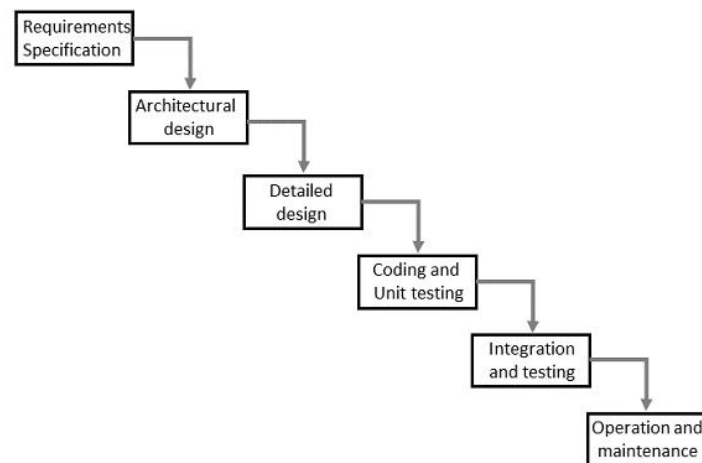 Requirements
Specification
Architectural
design
Detailed
design
Coding and
Unit testing
Integration
and testing
Operation and
maintenance